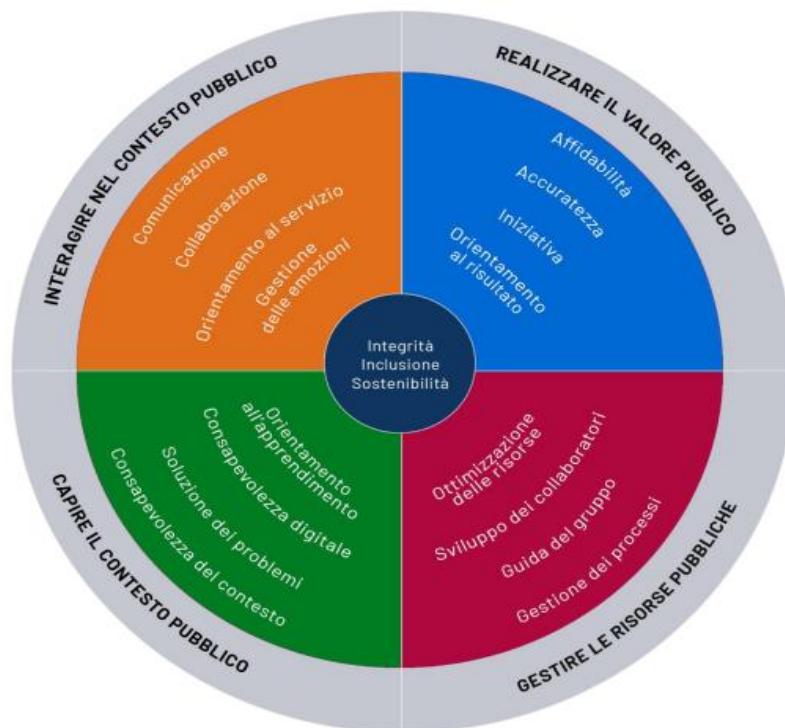 INTERAGIRE NEL CONTESTO PUBBLICO
Comunicazione
Collaborazione
Orientamento al servizio
Gestione
delle emozioni
REALIZZARE IL VALORE PUBBLICO
Affidabilità
Accuratezza
Iniziativa
Orientamento
al risultato
Integrità
Inclusione
Sostenibilità
CAPIRE IL CONTESTO PUBBLICO
Orientamento
all'apprendimento
Consapevolezza digitale
Soluzione dei problemi
Consapevolezza del contesto
GESTIRE LE RISORSE PUBBLICHE
Ottimizzazione
delle risorse
Sviluppo dei collaboratori
Guida del gruppo
Gestione dei processi